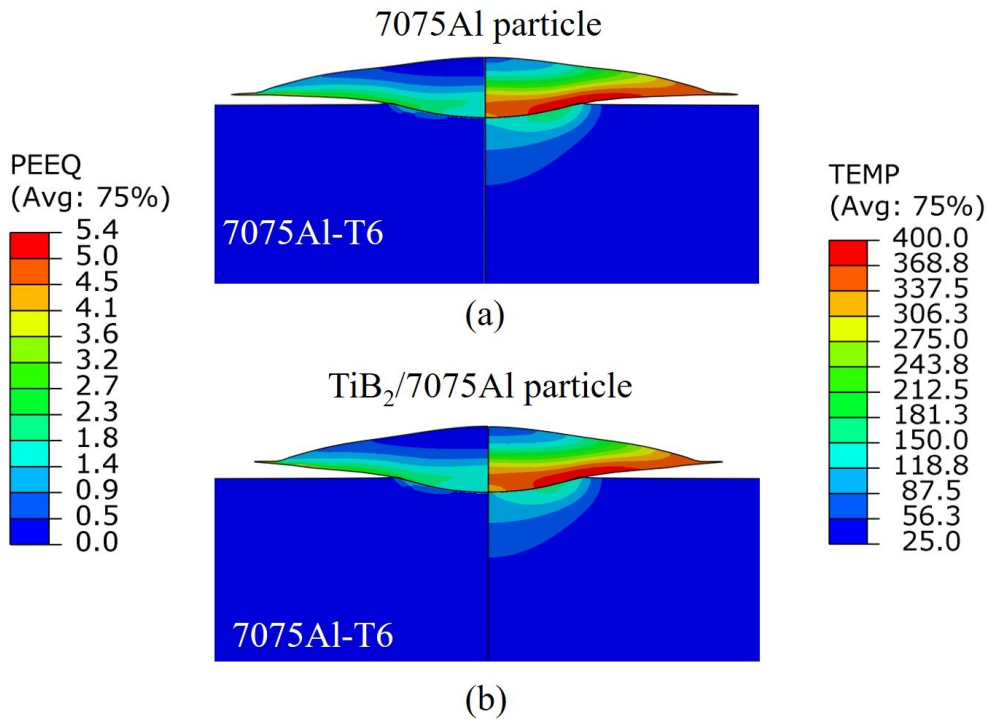 7075Al particle
PEEQ
(Avg: 75%)
5.4
5.0
4.5
4.1
3.6
3.2
2.7
2.3
1.8
1.4
0.9
0.5
0.0
7075Al-T6
TEMP
(Avg: 75%)
400.0
368.8
337.5
306.3
275.0
243.8
212.5
181.3
150.0
118.8
87.5
56.3
25.0
(a)
TiB₂/7075Al particle
7075Al-T6
(b)